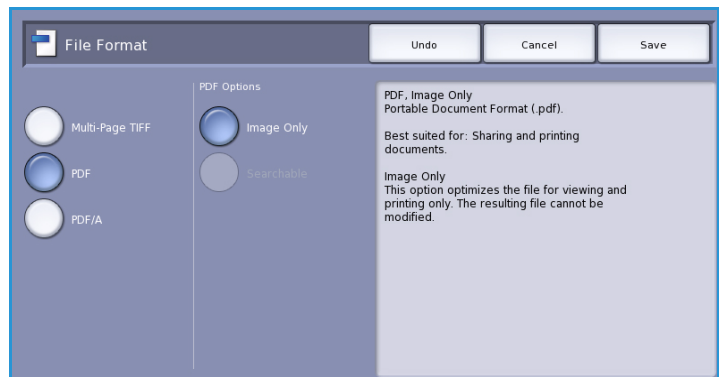 File Format
Undo
Cancel
Save
Multi-Page TIFF
PDF
PDF/A
PDF Options
Image Only
Searchable
PDF, Image Only
Portable Document Format (.pdf).
Best suited for: Sharing and printing
documents.
Image Only
This option optimizes the file for viewing and
printing only. The resulting file cannot be
modified.